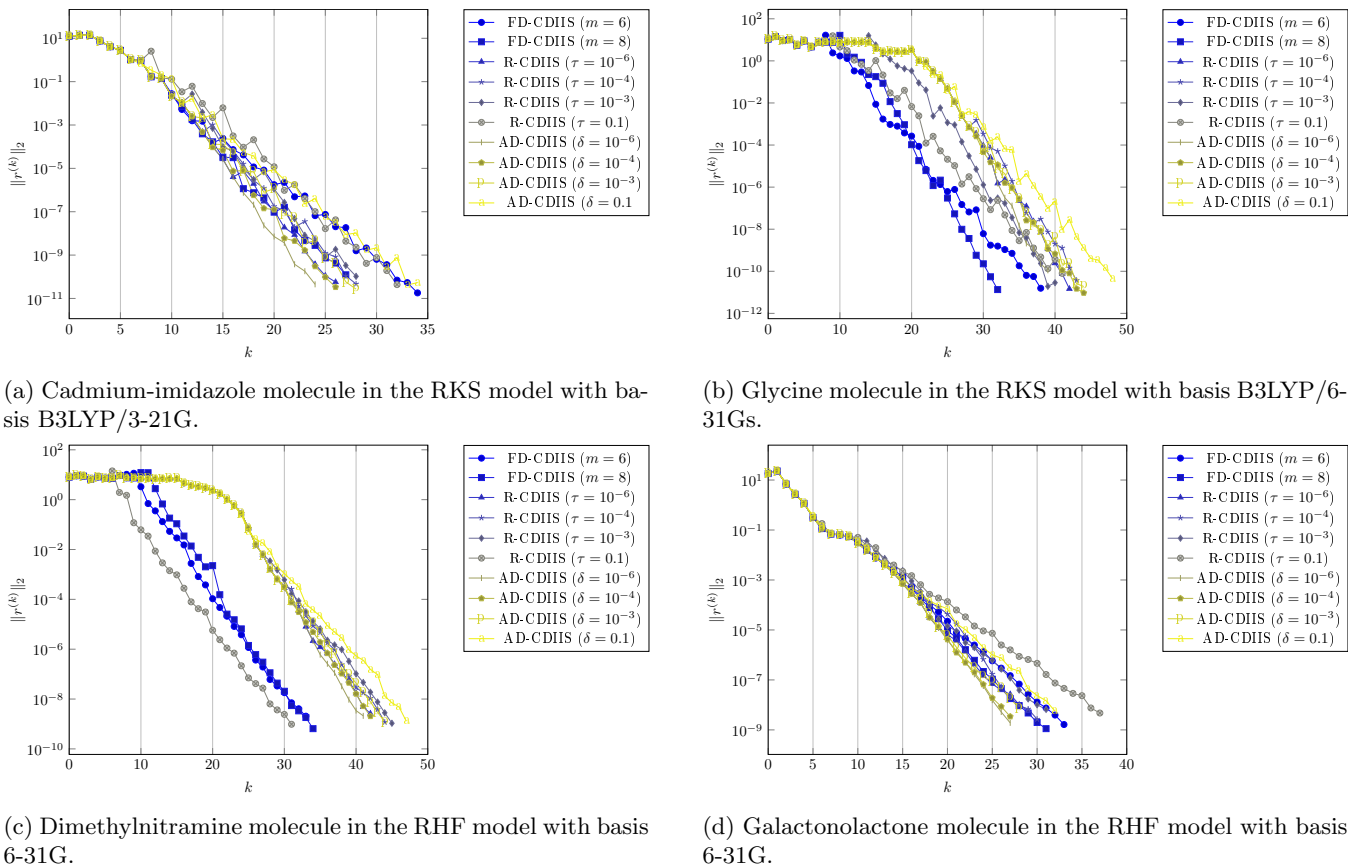 10^1
10^{-1}
10^{-3}
10^{-5}
10^{-7}
10^{-9}
10^{-11}
∥r^{(k)}∥_2
0 5 10 15 20 25 30 35
k
FD-CDIIS (m = 6)
FD-CDIIS (m = 8)
R-CDIIS (τ = 10^{-6})
R-CDIIS (τ = 10^{-4})
R-CDIIS (τ = 10^{-3})
R-CDIIS (τ = 0.1)
AD-CDIIS (δ = 10^{-6})
AD-CDIIS (δ = 10^{-4})
AD-CDIIS (δ = 10^{-3})
AD-CDIIS (δ = 0.1
(a) Cadmium-imidazole molecule in the RKS model with ba-
sis B3LYP/3-21G.
10^2
10^0
10^{-2}
10^{-4}
10^{-6}
10^{-8}
10^{-10}
10^{-12}
∥r^{(k)}∥_2
0 10 20 30 40 50
k
FD-CDIIS (m = 6)
FD-CDIIS (m = 8)
R-CDIIS (τ = 10^{-6})
R-CDIIS (τ = 10^{-4})
R-CDIIS (τ = 10^{-3})
R-CDIIS (τ = 0.1)
AD-CDIIS (δ = 10^{-6})
AD-CDIIS (δ = 10^{-4})
AD-CDIIS (δ = 10^{-3})
AD-CDIIS (δ = 0.1
(b) Glycine molecule in the RKS model with basis B3LYP/6-
31Gs.
10^2
10^0
10^{-2}
10^{-4}
10^{-6}
10^{-8}
10^{-10}
∥r^{(k)}∥_2
0 10 20 30 40 50
k
FD-CDIIS (m = 6)
FD-CDIIS (m = 8)
R-CDIIS (τ = 10^{-6})
R-CDIIS (τ = 10^{-4})
R-CDIIS (τ = 10^{-3})
R-CDIIS (τ = 0.1)
AD-CDIIS (δ = 10^{-6})
AD-CDIIS (δ = 10^{-4})
AD-CDIIS (δ = 10^{-3})
AD-CDIIS (δ = 0.1)
(c) Dimethylnitramine molecule in the RHF model with basis
6-31G.
10^1
10^{-1}
10^{-3}
10^{-5}
10^{-7}
10^{-9}
∥r^{(k)}∥_2
0 5 10 15 20 25 30 35 40
k
FD-CDIIS (m = 6)
FD-CDIIS (m = 8)
R-CDIIS (τ = 10^{-6})
R-CDIIS (τ = 10^{-4})
R-CDIIS (τ = 10^{-3})
R-CDIIS (τ = 0.1)
AD-CDIIS (δ = 10^{-6})
AD-CDIIS (δ = 10^{-4})
AD-CDIIS (δ = 10^{-3})
AD-CDIIS (δ = 0.1)
(d) Galactonolactone molecule in the RHF model with basis
6-31G.